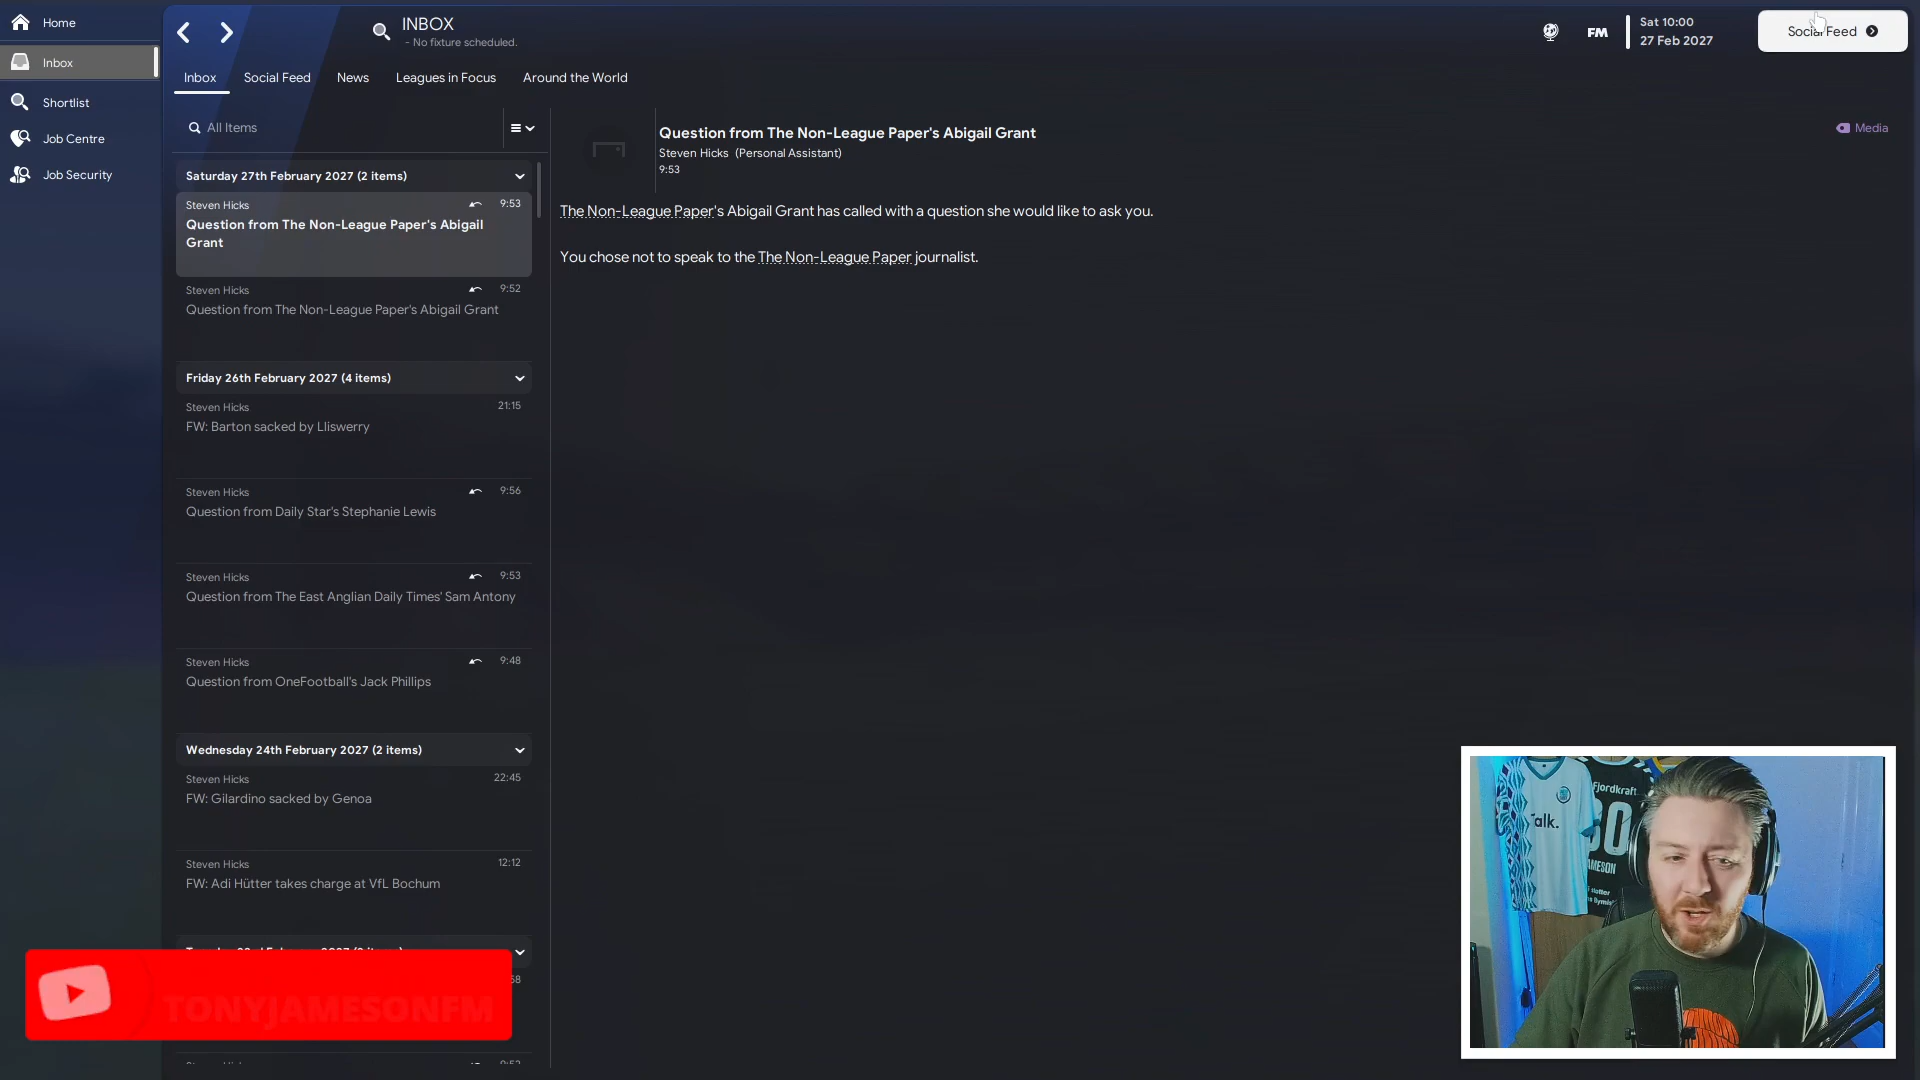 Home
Inbox
Shortlist
Job Centre
Job Security
INBOX
- No fixture scheduled.
FM
Sat 10:00
27 Feb 2027
Social Feed
Inbox
Social Feed
News
Leagues in Focus
Around the World
All Items
Saturday 27th February 2027 (2 items)
Steven Hicks
9:53
Question from The Non-League Paper's Abigail
Grant
Steven Hicks
9:52
Question from The Non-League Paper's Abigail Grant
Friday 26th February 2027 (4 items)
Steven Hicks
21:15
FW: Barton sacked by Lliswerry
Steven Hicks
9:56
Question from Daily Star's Stephanie Lewis
Steven Hicks
9:53
Question from The East Anglian Daily Times' Sam Antony
Steven Hicks
9:48
Question from OneFootball's Jack Phillips
Wednesday 24th February 2027 (2 items)
Steven Hicks
22:45
FW: Gilardino sacked by Genoa
Steven Hicks
12:12
FW: Adi Hütter takes charge at VfL Bochum
TONYJAMESONFM
Question from The Non-League Paper's Abigail Grant
Steven Hicks (Personal Assistant)
9:53
Media
The Non-League Paper's Abigail Grant has called with a question she would like to ask you.
You chose not to speak to the The Non-League Paper journalist.
Fjordkraft